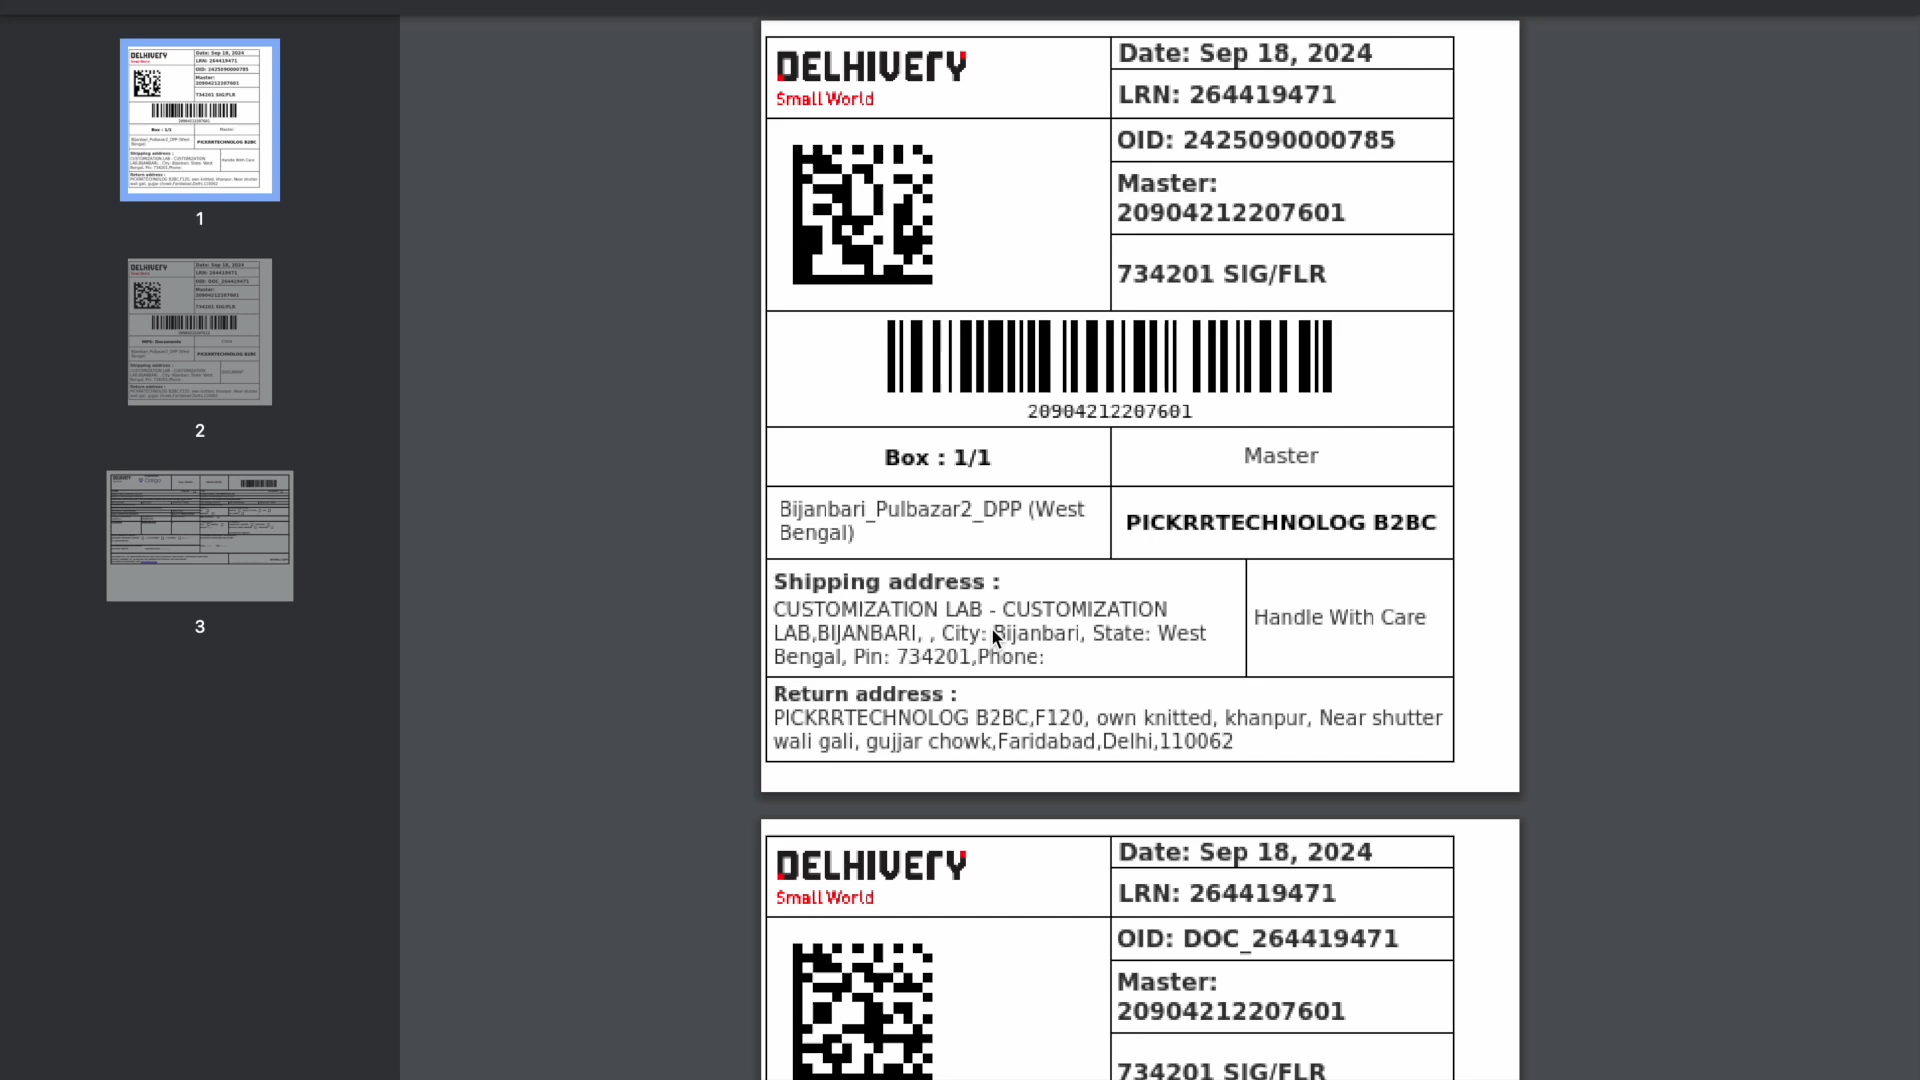 DELHIVERY
Small World
Date: Sep 18, 2024
LRN: 264419471
OID: 2425090000785
Master:
20904212207601
734201 SIG/FLR
20904212207601
Box : 1/1
Master
Bijanbari_Pulbazar2_DPP (West
Bengal)
PICKRRTECHNOLOG B2BC
Shipping address :
CUSTOMIZATION LAB - CUSTOMIZATION
LAB,BIJANBARI, , City: Bijanbari, State: West
Bengal, Pin: 734201,Phone:
Handle With Care
Return address :
PICKRRTECHNOLOG B2BC,F120, own knitted, khanpur, Near shutter
wali gali, gujjar chowk,Faridabad,Delhi,110062
DELHIVERY
Small World
Date: Sep 18, 2024
LRN: 264419471
OID: DOC_264419471
Master:
20904212207601
734201 SIG/FLR
1
2
3